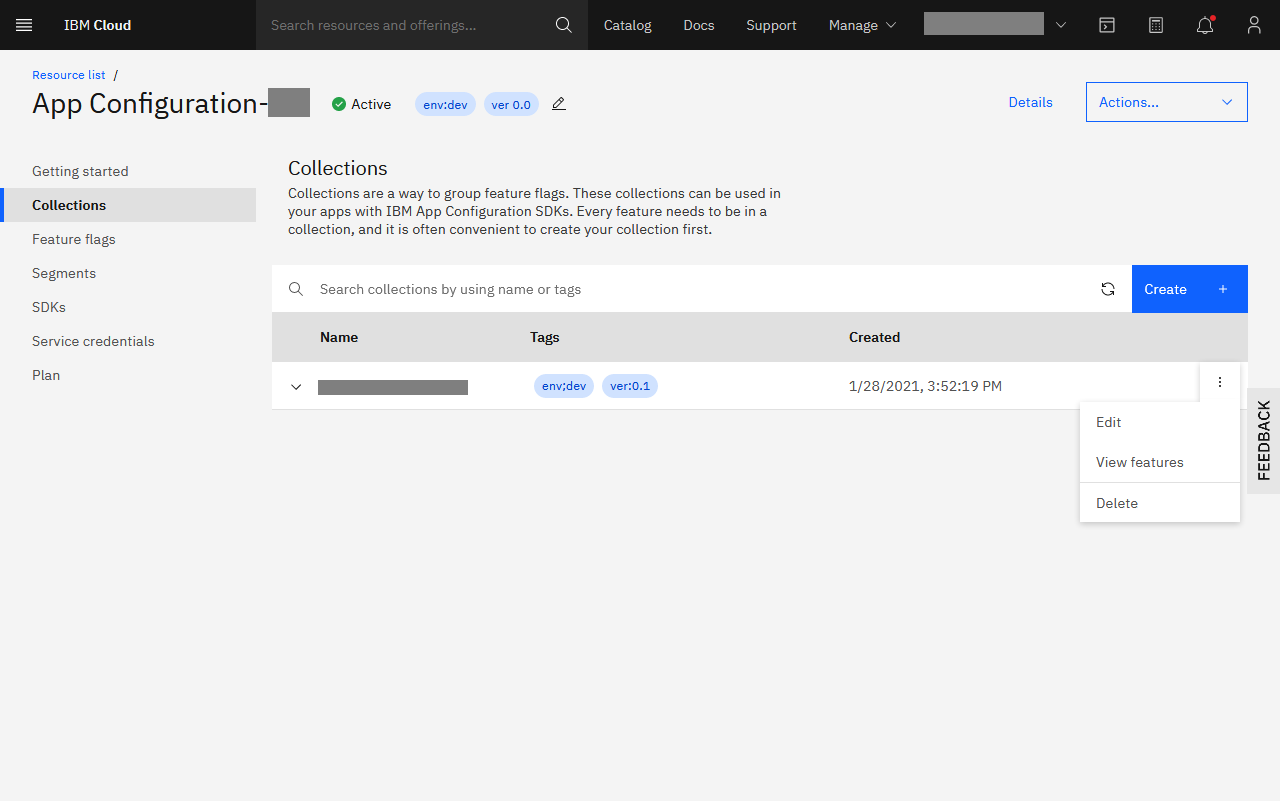 IBM Cloud
Search resources and offerings...
Catalog
Docs
Support
Manage
Resource list /
App Configuration-
Active
env:dev
ver 0.0
Details
Actions...
Getting started
Collections
Feature flags
Segments
SDKs
Service credentials
Plan
Collections
Collections are a way to group feature flags. These collections can be used in
your apps with IBM App Configuration SDKs. Every feature needs to be in a
collection, and it is often convenient to create your collection first.
Search collections by using name or tags
Create +
Name
Tags
Created
env;dev
ver:0.1
1/28/2021, 3:52:19 PM
Edit
View features
Delete
FEEDBACK